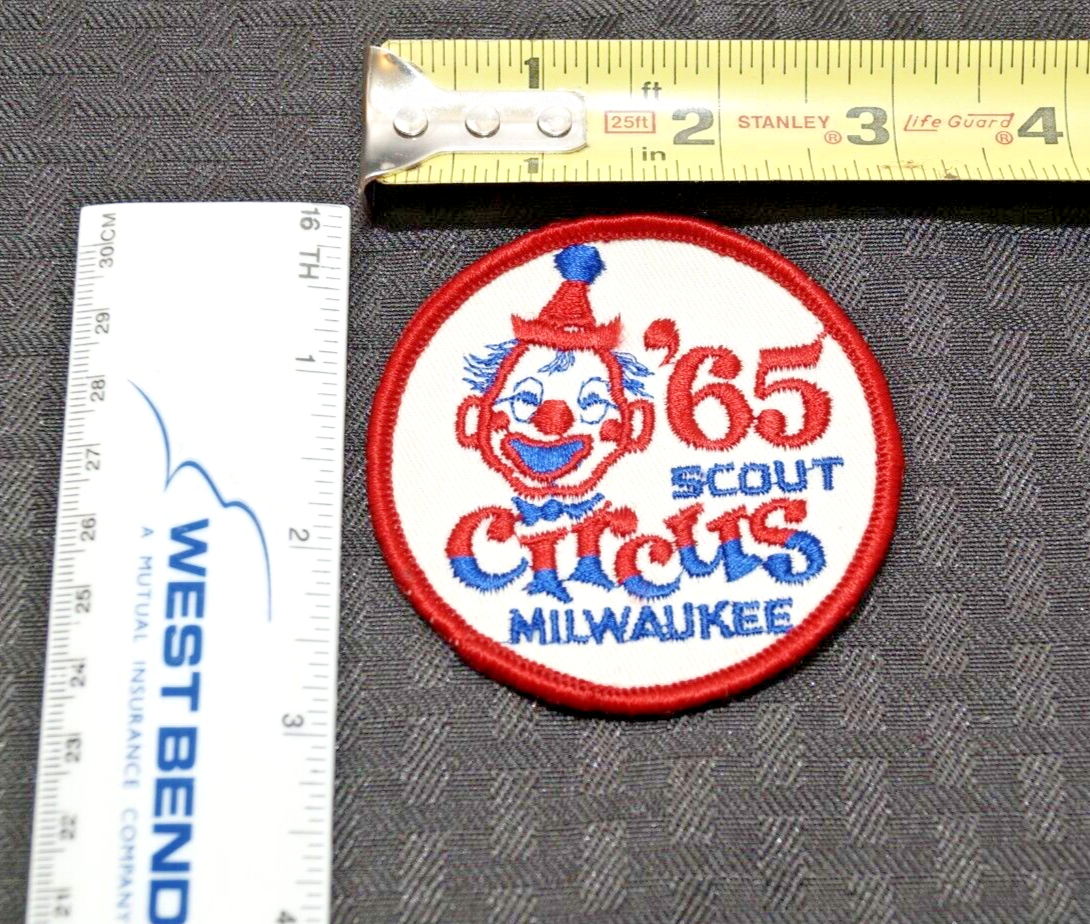 1
ft
25ft 2 STANLEY® 3 Life Guard® 4
in
1
'65
SCOUT
CIrcus
MILWAUKEE
16 TH
1
2
3
4
30CM
29
28
27
26
25
24
23
22
21
WEST BEND
A MUTUAL INSURANCE COMPANY